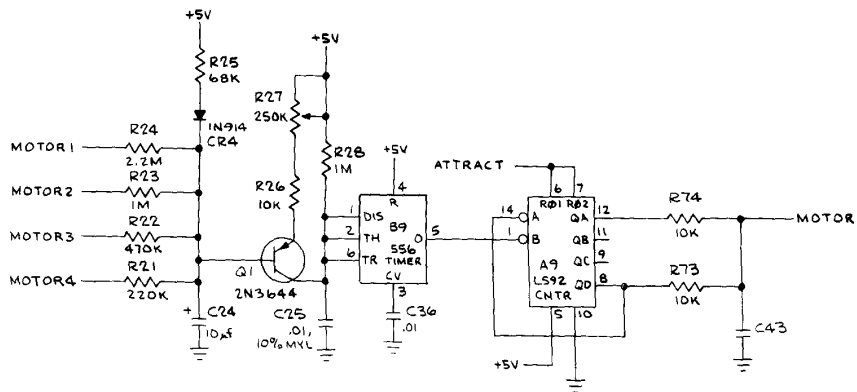 +5V
R25
68K
1N914
CR4
MOTOR1
R24
2.2M
MOTOR2
R23
1M
MOTOR3
R22
470K
MOTOR4
R21
220K
+
C24
10µf
+5V
R27
250K
R28
1M
R26
10K
Q1
2N3644
C25
.01,
10% MYL
+5V
4
R
1
DIS
2
TH
6
TR
B9
556
TIMER
O
5
CV
3
C36
.01
ATTRACT
6
7
RØ1
RØ2
14
A
1
B
QA
12
QB
11
QC
9
QD
8
A9
LS92
CNTR
5
10
+5V
R74
10K
R73
10K
MOTOR
C43